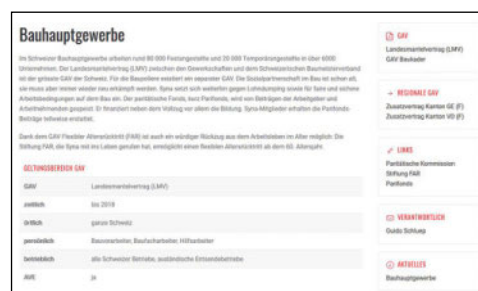 Bauhauptgewerbe
Im Schweizer Bauhauptgewerbe arbeiten rund 80 000 Festangestellte und 20 000 Temporärangestellte in über 6000
Unternehmen. Der Landesmantelvertrag (LMV) zwischen den Gewerkschaften und dem Schweizerischen Baumeisterverband
ist der grösste GAV der Schweiz. Für die Baupoliere existiert ein separater GAV. Die Sozialpartnerschaft im Bau ist schon alt,
sie muss aber immer wieder neu erkämpft werden. Syna setzt sich weiterhin gegen Lohndumping sowie für faire und sichere
Arbeitsbedingungen auf dem Bau ein. Der paritätische Fonds, kurz Parifonds, wird von Beiträgen der Arbeitgeber und
Arbeitnehmenden gespeist. Er finanziert neben dem Vollzug vor allem die Bildung. Syna-Mitglieder erhalten die Parifonds-
Beiträge teilweise erstattet.
Dank dem GAV Flexibler Altersrücktritt (FAR) ist auch ein würdiger Rückzug aus dem Arbeitsleben im Alter möglich: Die
Stiftung FAR, die Syna mit ins Leben gerufen hat, ermöglicht einen flexiblen Altersrücktritt ab dem 60. Altersjahr.
GELTUNGSBEREICH GAV
GAV Landesmantelvertrag (LMV)
zeitlich bis 2018
örtlich ganze Schweiz
persönlich Bauvorarbeiter, Baufacharbeiter, Hilfsarbeiter
betrieblich alle Schweizer Betriebe, ausländische Entsendebetriebe
AVE ja
GAV
Landesmantelvertrag (LMV)
GAV Baukader
REGIONALE GAV
Zusatzvertrag Kanton GE (F)
Zusatzvertrag Kanton VD (F)
LINKS
Paritätische Kommission
Stiftung FAR
Parifonds
VERANTWORTLICH
Guido Schluep
AKTUELLES
Bauhauptgewerbe